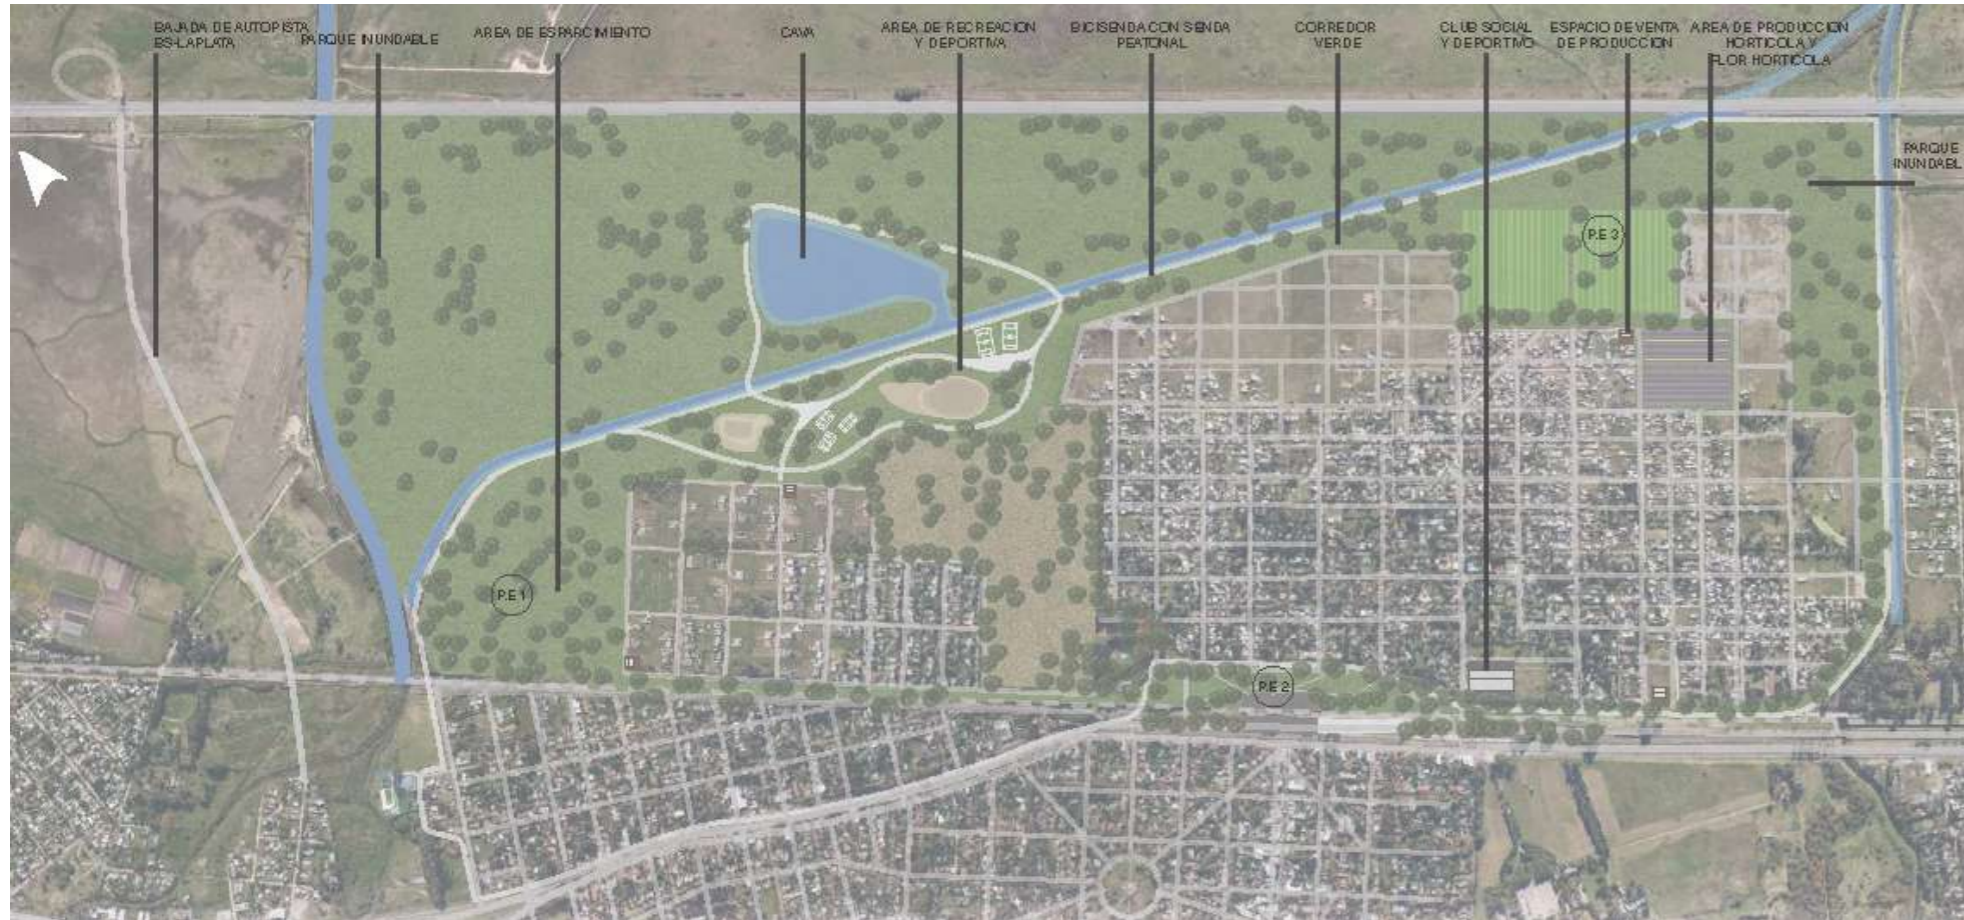 BAJADA DE AUTOPISTA
BS-LAPLATA
PARQUE INUNDABLE
AREA DE ESPARCIMIENTO
CAVA
AREA DE RECREACION
Y DEPORTIVA
BICISENDA CON SENDA
PEATONAL
CORREDOR
VERDE
CLUB SOCIAL
Y DEPORTIVO
ESPACIO DE VENTA
DE PRODUCCION
AREA DE PRODUCCION
HORTICOLA Y
FLOR HORTICOLA
PARQUE
INUNDABL
P.E 3
P.E 1
P.E 2